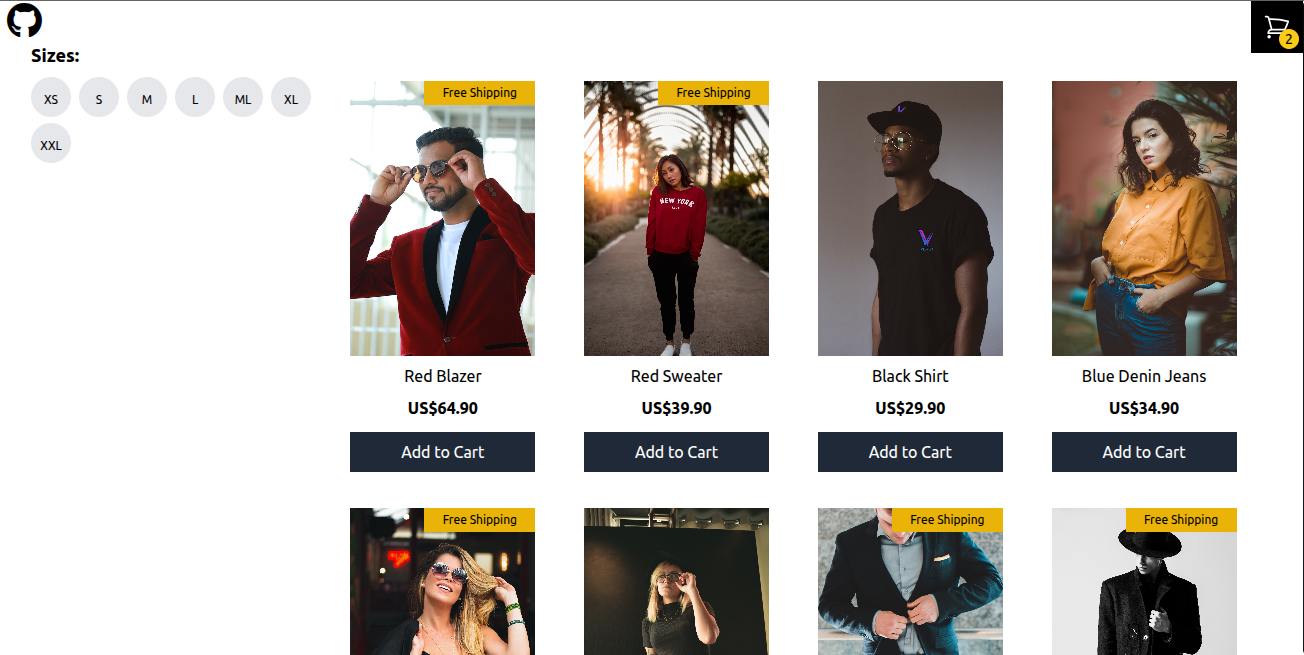 2
Sizes:
XS S M L ML XL
XXL
Free Shipping
Free Shipping
NEW YORK
Red Blazer
US$64.90
Add to Cart
Red Sweater
US$39.90
Add to Cart
Black Shirt
US$29.90
Add to Cart
Blue Denin Jeans
US$34.90
Add to Cart
Free Shipping
Free Shipping
Free Shipping